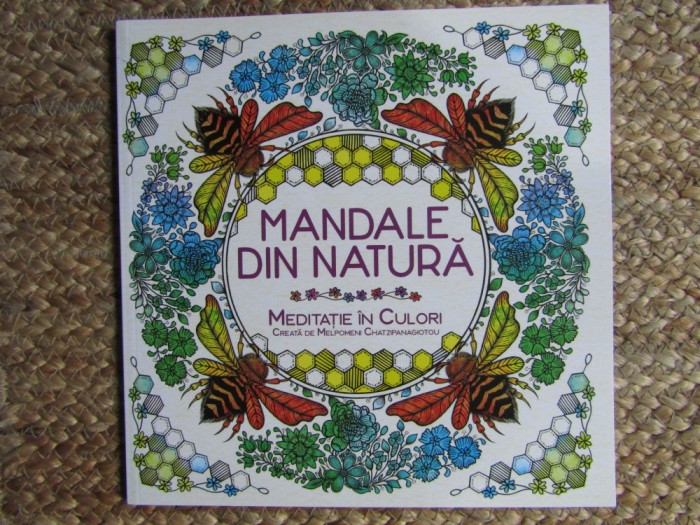 MANDALE
DIN NATURĂ
MEDITAȚIE ÎN CULORI
CREATĂ DE MELPOMENI CHATZIPANAGIOTOU